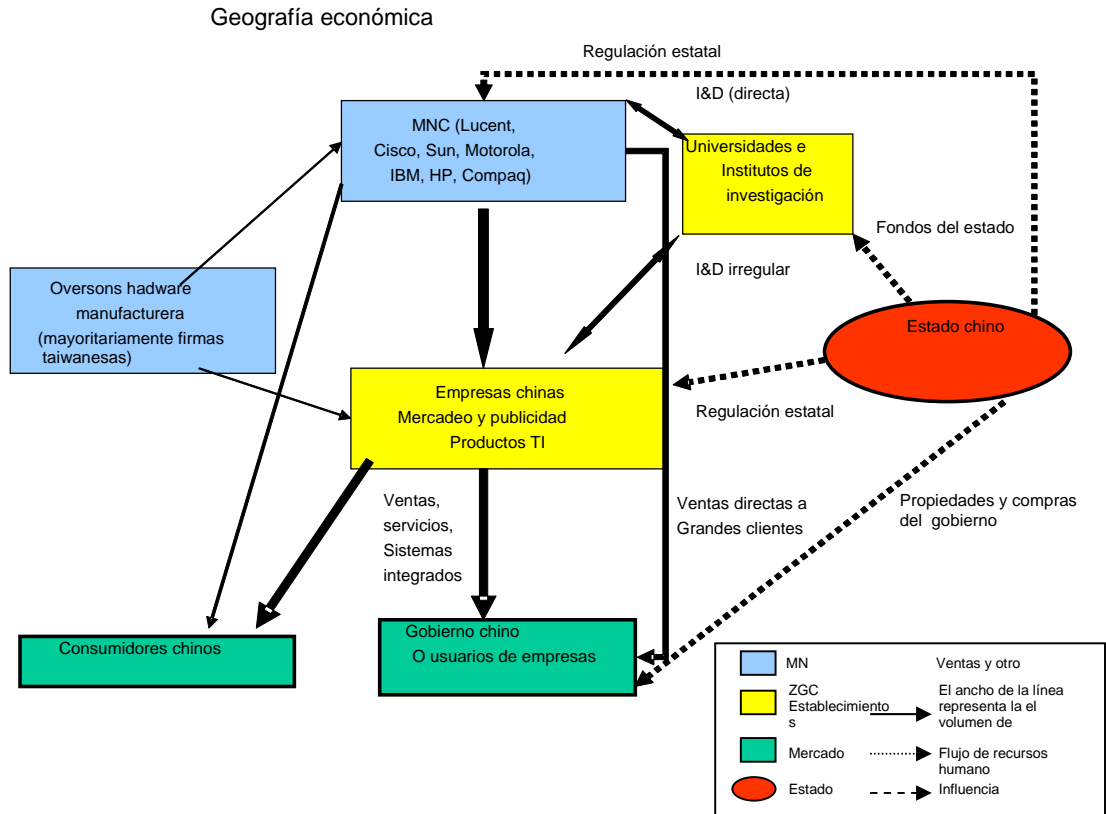 Geografía económica
Regulación estatal
I&D (directa)
MNC (Lucent,
Cisco, Sun, Motorola,
IBM, HP, Compaq)
Universidades e
Institutos de
investigación
Fondos del estado
I&D irregular
Oversons hadware
manufacturera
(mayoritariamente firmas
taiwanesas)
Estado chino
Empresas chinas
Mercadeo y publicidad
Productos TI
Regulación estatal
Ventas,
servicios,
Sistemas
integrados
Ventas directas a
Grandes clientes
Propiedades y compras
del gobierno
Consumidores chinos
Gobierno chino
O usuarios de empresas
MN
Ventas y otro
ZGC
Establecimiento
s
El ancho de la línea
representa la el
volumen de
Mercado
Flujo de recursos
humano
Estado
Influencia